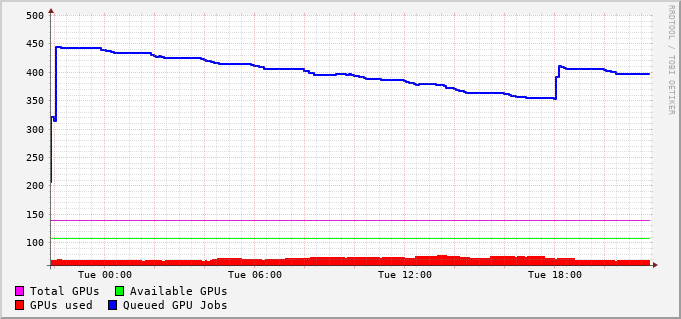 500
450
400
350
300
250
200
150
100
Tue 00:00 Tue 06:00 Tue 12:00 Tue 18:00
Total GPUs Available GPUs
GPUs used Queued GPU Jobs
RRDTOOL / TOBI OETIKER